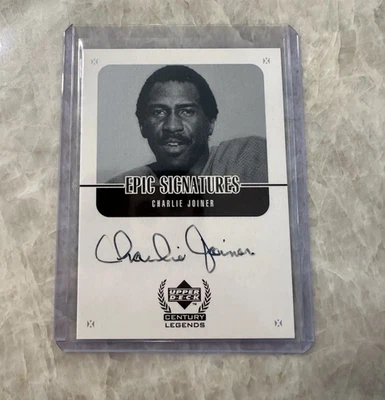 EPIC SIGNATURES
CHARLIE JOINER
Charlie Joiner
UPPER
DECK
CENTURY
LEGENDS